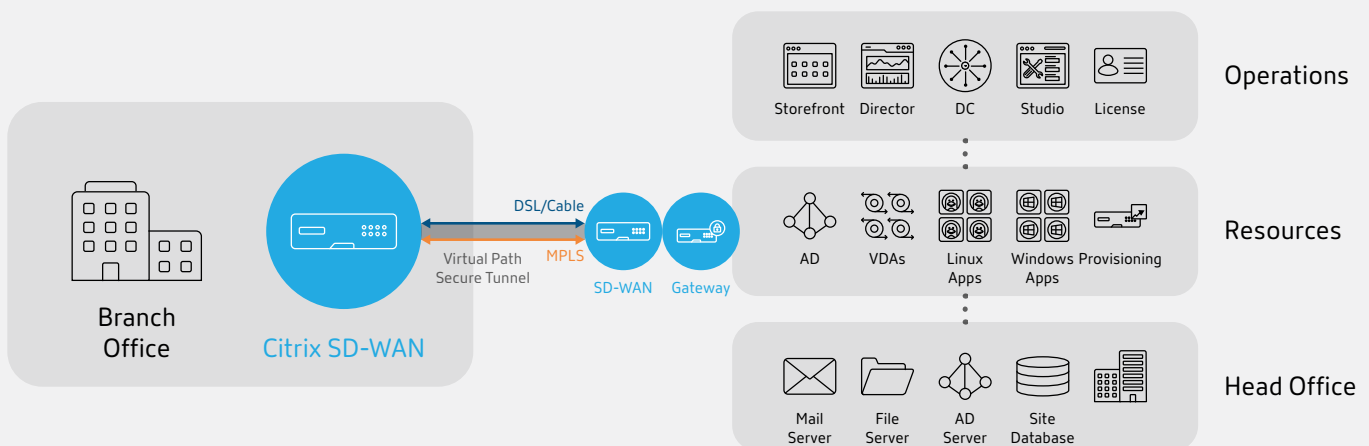 Storefront
Director
DC
Studio
License
Operations
Branch
Office
Citrix SD-WAN
DSL/Cable
MPLS
Virtual Path
Secure Tunnel
SD-WAN
Gateway
AD
VDAs
Linux
Apps
Windows
Apps
Provisioning
Resources
Mail
Server
File
Server
AD
Server
Site
Database
Head Office